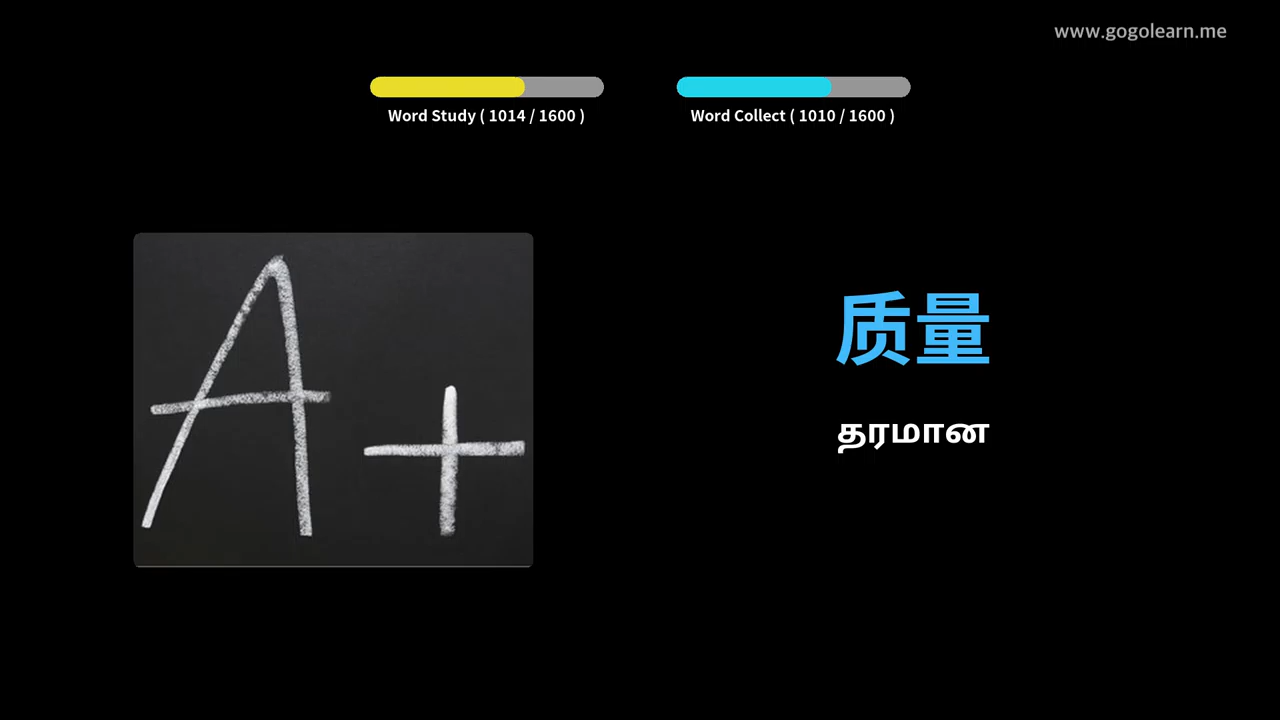 www.gogolearn.me
Word Study ( 1014 / 1600 )
Word Collect ( 1010 / 1600 )
A+
质量
தரமான